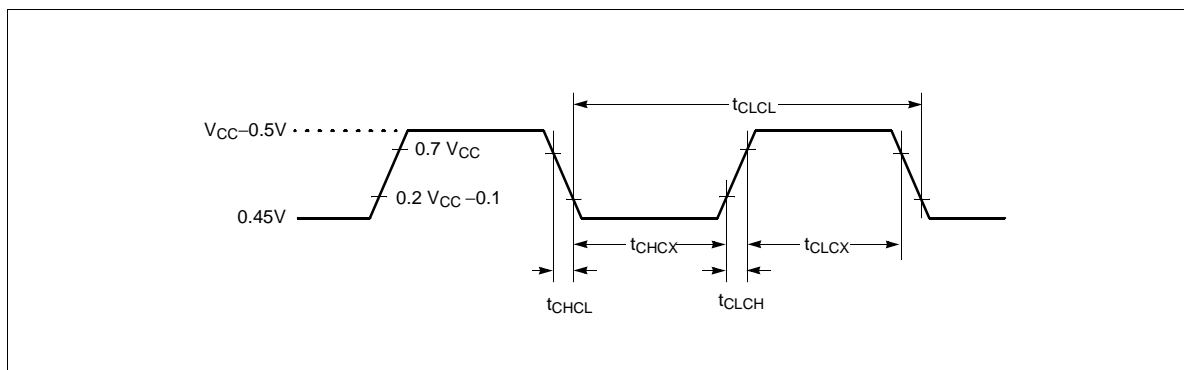 tCLCL
VCC–0.5V
0.7 VCC
0.2 VCC –0.1
0.45V
tCHCX
tCLCX
tCHCL
tCLCH